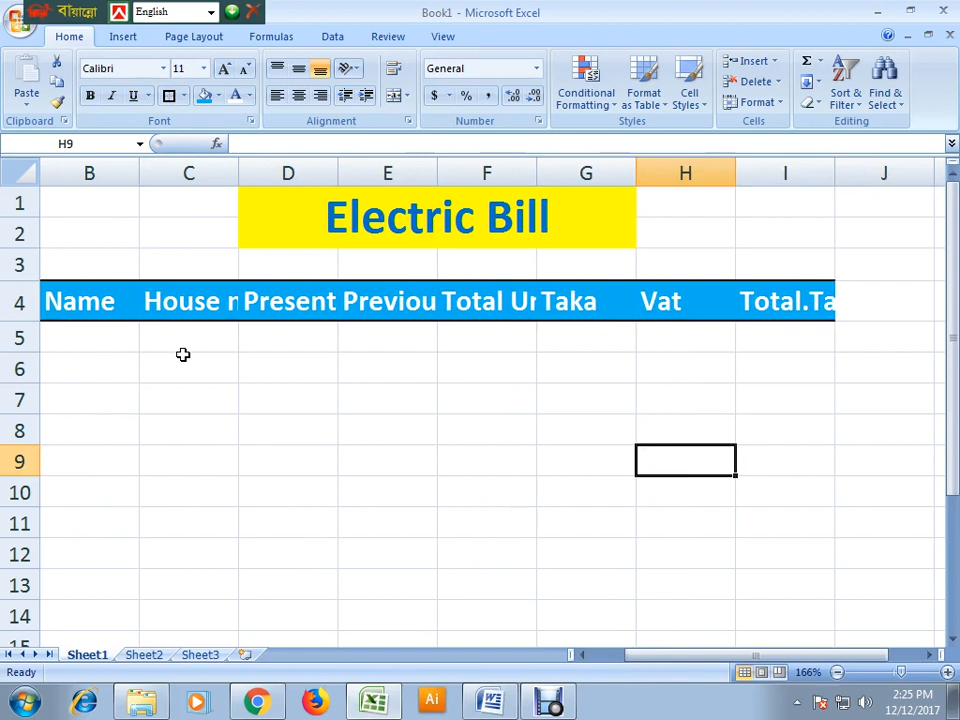 বায়ান্নো English Book1 - Microsoft Excel
Home Insert Page Layout Formulas Data Review View
Paste Calibri 11 General Conditional Formatting Format as Table Cell Styles Insert Delete Format Sort & Filter Find & Select
B I U $ % ,
Clipboard Font Alignment Number Styles Cells Editing
H9 fx
B C D E F G H I J
1 Electric Bill
2
3
4 Name House Present Previou Total Taka Vat Total.Ta
5
6
7
8
9
10
11
12
13
14
15
Sheet1 Sheet2 Sheet3
Ready 166%
Ai 2:25 PM
12/12/2017